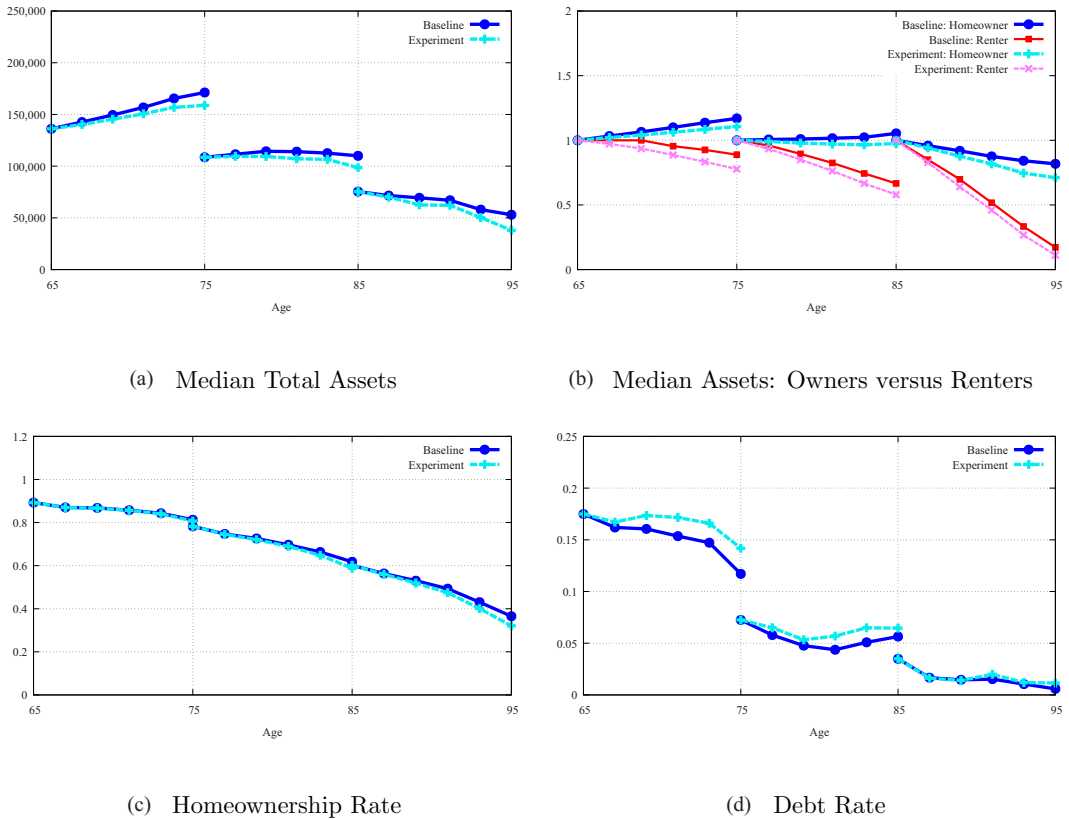 250,000
200,000
150,000
100,000
50,000
0
65 75 85 95
Age
Baseline
Experiment
(a) Median Total Assets
2
1.5
1
0.5
0
65 75 85 95
Age
Baseline: Homeowner
Baseline: Renter
Experiment: Homeowner
Experiment: Renter
(b) Median Assets: Owners versus Renters
1.2
1
0.8
0.6
0.4
0.2
0
65 75 85 95
Age
Baseline
Experiment
(c) Homeownership Rate
0.25
0.2
0.15
0.1
0.05
0
65 75 85 95
Age
Baseline
Experiment
(d) Debt Rate